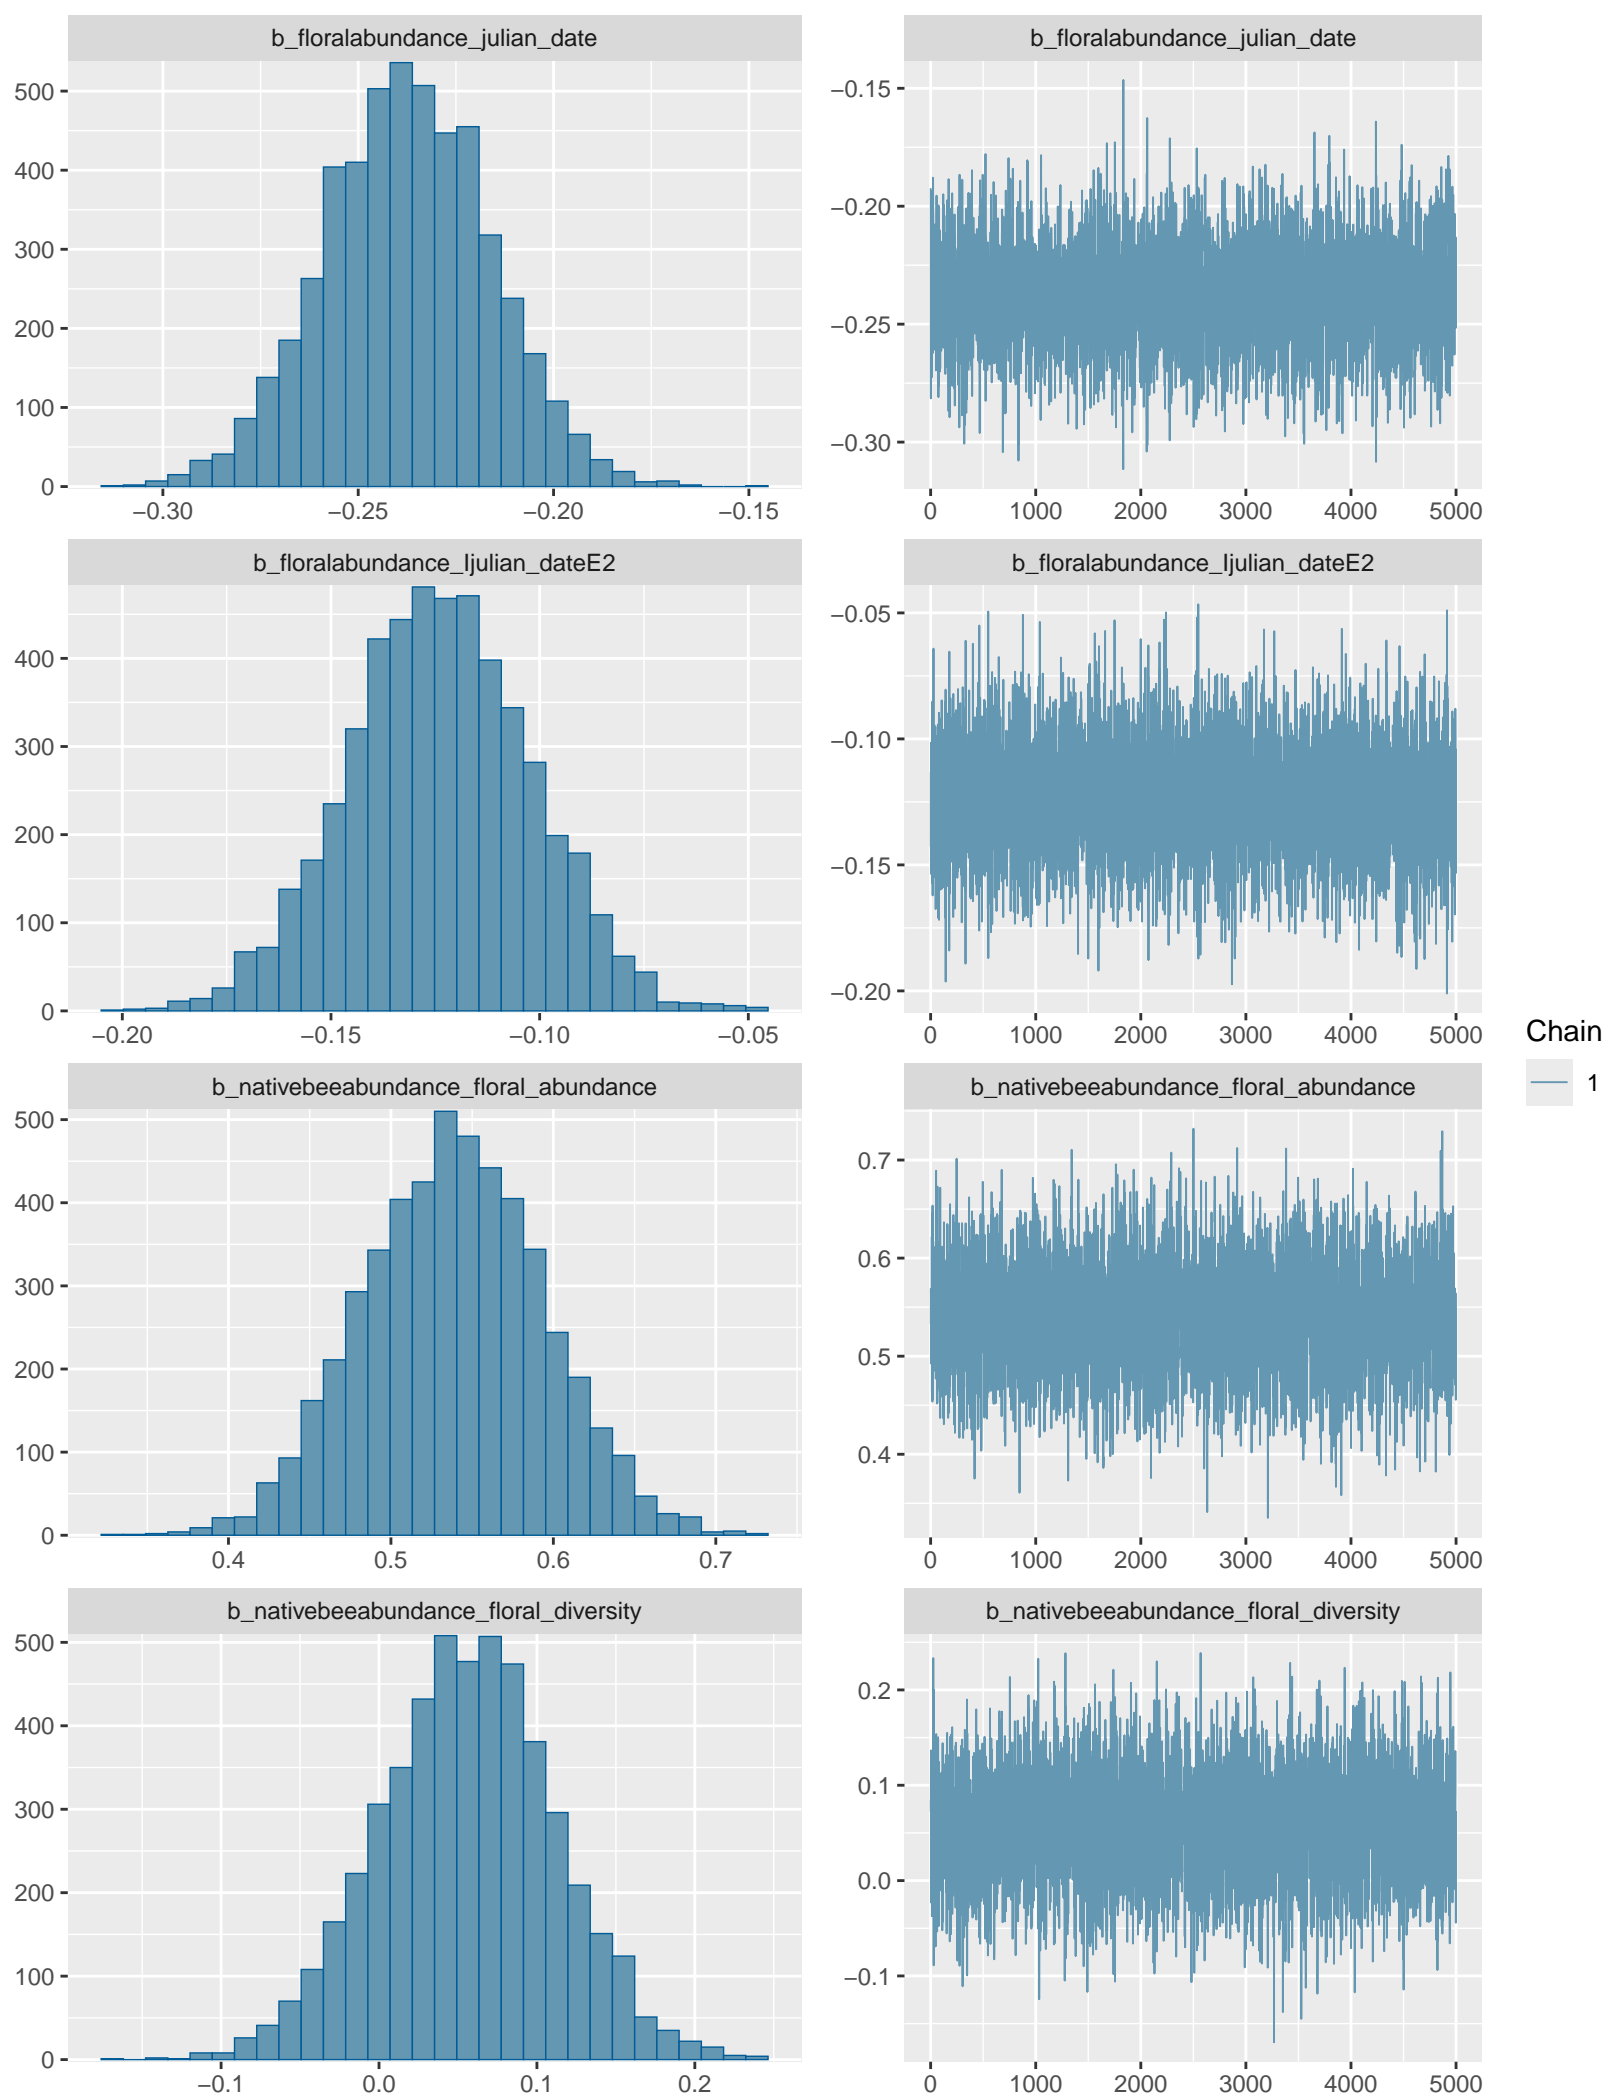 b_floralabundance_julian_date
b_floralabundance_julian_date
500
400
300
200
100
0
−0.30 −0.25 −0.20 −0.15
−0.15
−0.20
−0.25
−0.30
0 1000 2000 3000 4000 5000
b_floralabundance_Ijulian_dateE2
b_floralabundance_Ijulian_dateE2
400
300
200
100
0
−0.20 −0.15 −0.10 −0.05
−0.05
−0.10
−0.15
−0.20
0 1000 2000 3000 4000 5000
Chain
1
b_nativebeeabundance_floral_abundance
b_nativebeeabundance_floral_abundance
500
400
300
200
100
0
0.4 0.5 0.6 0.7
0.7
0.6
0.5
0.4
0 1000 2000 3000 4000 5000
b_nativebeeabundance_floral_diversity
b_nativebeeabundance_floral_diversity
500
400
300
200
100
0
−0.1 0.0 0.1 0.2
0.2
0.1
0.0
−0.1
0 1000 2000 3000 4000 5000